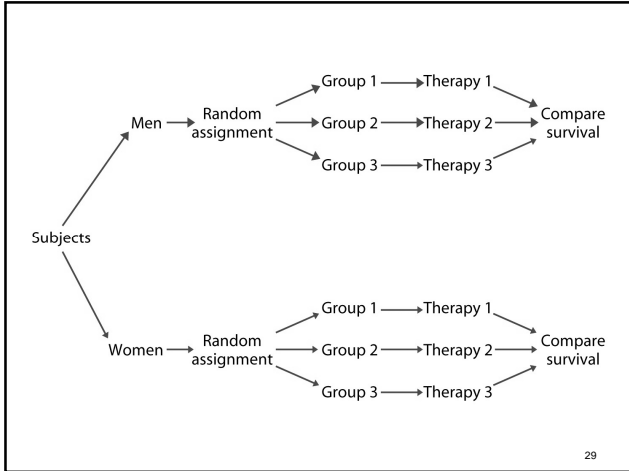 Subjects
Men
Random
assignment
Group 1
Therapy 1
Group 2
Therapy 2
Group 3
Therapy 3
Compare
survival
Women
Random
assignment
Group 1
Therapy 1
Group 2
Therapy 2
Group 3
Therapy 3
Compare
survival
29